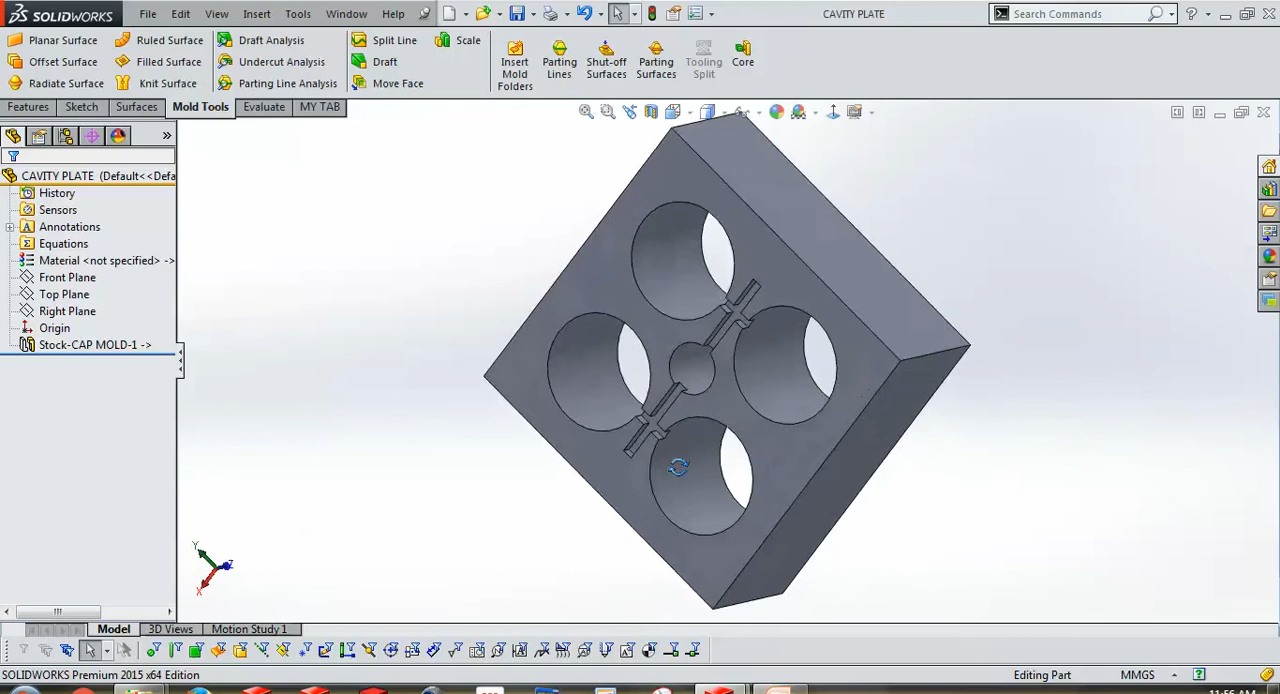 SOLIDWORKS File Edit View Insert Tools Window Help CAVITY PLATE Search Commands
Planar Surface Ruled Surface Draft Analysis Split Line Scale
Offset Surface Filled Surface Undercut Analysis Draft
Radiate Surface Knit Surface Parting Line Analysis Move Face
Insert Mold Folders Parting Lines Shut-off Surfaces Parting Surfaces Tooling Split Core
Features Sketch Surfaces Mold Tools Evaluate MY TAB
CAVITY PLATE (Default<<Defa
History
Sensors
Annotations
Equations
Material <not specified> ->
Front Plane
Top Plane
Right Plane
Origin
Stock-CAP MOLD-1 ->
Y
Z
X
Model 3D Views Motion Study 1
SOLIDWORKS Premium 2015 x64 Edition Editing Part MMGS
11:56 AM